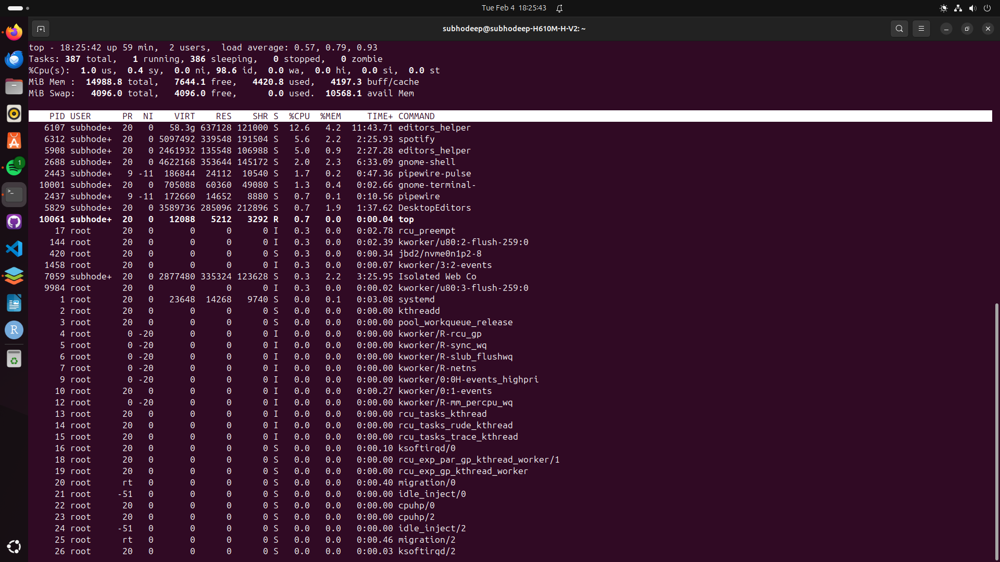 Tue Feb 4 18:25:43
subhodeep@subhodeep-H610M-H-V2: ~
1
>_
R
top - 18:25:42 up 59 min,  2 users,  load average: 0.57, 0.79, 0.93
Tasks: 387 total,   1 running, 386 sleeping,   0 stopped,   0 zombie
%Cpu(s):  1.0 us,  0.4 sy,  0.0 ni, 98.6 id,  0.0 wa,  0.0 hi,  0.0 si,  0.0 st
MiB Mem :  14988.8 total,   7644.1 free,   4420.8 used,   4197.3 buff/cache
MiB Swap:   4096.0 total,   4096.0 free,      0.0 used.  10568.1 avail Mem
PID USER PR NI VIRT RES SHR S %CPU %MEM TIME+ COMMAND
6107 subhode+ 20 0 58.3g 637128 121000 S 12.6 4.2 11:43.71 editors_helper
6312 subhode+ 20 0 5097492 339548 191504 S 5.6 2.2 2:25.93 spotify
5908 subhode+ 20 0 2461932 135548 106988 S 5.0 0.9 2:27.28 editors_helper
2688 subhode+ 20 0 4622168 353644 145172 S 2.0 2.3 6:33.09 gnome-shell
2443 subhode+ 9 -11 186844 24112 10540 S 1.7 0.2 0:47.36 pipewire-pulse
10001 subhode+ 20 0 705088 60360 49080 S 1.3 0.4 0:02.66 gnome-terminal-
2437 subhode+ 9 -11 172660 14652 8880 S 0.7 0.1 0:10.56 pipewire
5829 subhode+ 20 0 3589736 285096 212896 S 0.7 1.9 1:37.62 DesktopEditors
10061 subhode+ 20 0 12088 5212 3292 R 0.7 0.0 0:00.04 top
17 root 20 0 0 0 0 I 0.3 0.0 0:02.78 rcu_preempt
144 root 20 0 0 0 0 I 0.3 0.0 0:02.39 kworker/u80:2-flush-259:0
420 root 20 0 0 0 0 S 0.3 0.0 0:00.34 jbd2/nvme0n1p2-8
1458 root 20 0 0 0 0 I 0.3 0.0 0:00.07 kworker/3:2-events
7059 subhode+ 20 0 2877480 335324 123628 S 0.3 2.2 3:25.95 Isolated Web Co
9984 root 20 0 0 0 0 I 0.3 0.0 0:00.02 kworker/u80:3-flush-259:0
1 root 20 0 23648 14268 9740 S 0.0 0.1 0:03.08 systemd
2 root 20 0 0 0 0 S 0.0 0.0 0:00.00 kthreadd
3 root 20 0 0 0 0 S 0.0 0.0 0:00.00 pool_workqueue_release
4 root 0 -20 0 0 0 I 0.0 0.0 0:00.00 kworker/R-rcu_gp
5 root 0 -20 0 0 0 I 0.0 0.0 0:00.00 kworker/R-sync_wq
6 root 0 -20 0 0 0 I 0.0 0.0 0:00.00 kworker/R-slub_flushwq
7 root 0 -20 0 0 0 I 0.0 0.0 0:00.00 kworker/R-netns
9 root 0 -20 0 0 0 I 0.0 0.0 0:00.00 kworker/0:0H-events_highpri
10 root 20 0 0 0 0 I 0.0 0.0 0:00.27 kworker/0:1-events
12 root 0 -20 0 0 0 I 0.0 0.0 0:00.00 kworker/R-mm_percpu_wq
13 root 20 0 0 0 0 I 0.0 0.0 0:00.00 rcu_tasks_kthread
14 root 20 0 0 0 0 I 0.0 0.0 0:00.00 rcu_tasks_rude_kthread
15 root 20 0 0 0 0 I 0.0 0.0 0:00.00 rcu_tasks_trace_kthread
16 root 20 0 0 0 0 S 0.0 0.0 0:00.10 ksoftirqd/0
18 root 20 0 0 0 0 S 0.0 0.0 0:00.00 rcu_exp_par_gp_kthread_worker/1
19 root 20 0 0 0 0 S 0.0 0.0 0:00.00 rcu_exp_gp_kthread_worker
20 root rt 0 0 0 0 S 0.0 0.0 0:00.40 migration/0
21 root -51 0 0 0 0 S 0.0 0.0 0:00.00 idle_inject/0
22 root 20 0 0 0 0 S 0.0 0.0 0:00.00 cpuhp/0
23 root 20 0 0 0 0 S 0.0 0.0 0:00.00 cpuhp/2
24 root -51 0 0 0 0 S 0.0 0.0 0:00.00 idle_inject/2
25 root rt 0 0 0 0 S 0.0 0.0 0:00.46 migration/2
26 root 20 0 0 0 0 S 0.0 0.0 0:00.03 ksoftirqd/2